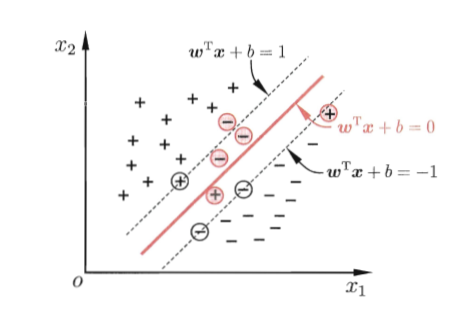 x₂
wᵀx + b = 1
wᵀx + b = 0
wᵀx + b = −1
O
x₁